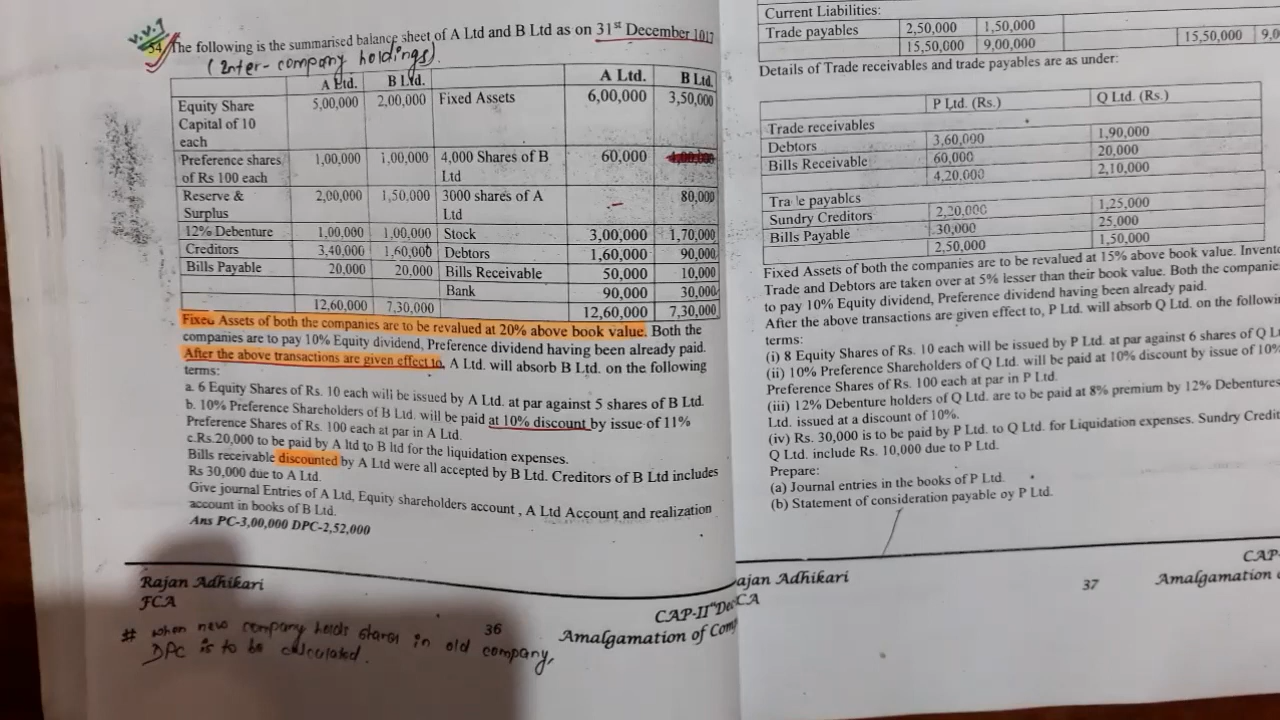 v.v.I
54. The following is the summarised balance sheet of A Ltd and B Ltd as on 31st December
(Inter-company holdings).
A Ltd. B Ltd. A Ltd. B Ltd.
Equity Share Capital of 10 each 5,00,000 2,00,000 Fixed Assets 6,00,000 3,50,000
Preference shares of Rs 100 each 1,00,000 1,00,000 4,000 Shares of B Ltd 60,000
Reserve & Surplus 2,00,000 1,50,000 3000 shares of A Ltd - 80,000
12% Debenture 1,00,000 1,00,000 Stock 3,00,000 1,70,000
Creditors 3,40,000 1,60,000 Debtors 1,60,000 90,000
Bills Payable 20,000 20,000 Bills Receivable 50,000 10,000
Bank 90,000 30,000
12,60,000 7,30,000 12,60,000 7,30,000
Fixed Assets of both the companies are to be revalued at 20% above book value. Both the
companies are to pay 10% Equity dividend, Preference dividend having been already paid.
After the above transactions are given effect to, A Ltd. will absorb B Ltd. on the following
terms:
a. 6 Equity Shares of Rs. 10 each will be issued by A Ltd. at par against 5 shares of B Ltd.
b. 10% Preference Shareholders of B Ltd. will be paid at 10% discount by issue of 11%
Preference Shares of Rs. 100 each at par in A Ltd.
c.Rs.20,000 to be paid by A ltd to B ltd for the liquidation expenses.
Bills receivable discounted by A Ltd were all accepted by B Ltd. Creditors of B Ltd includes
Rs 30,000 due to A Ltd.
Give journal Entries of A Ltd, Equity shareholders account , A Ltd Account and realization
account in books of B Ltd.
Ans PC-3,00,000 DPC-2,52,000
Rajan Adhikari
FCA
36
CAP-II
Amalgamation of
# when new company holds shares in old company,
DPC is to be calculated.
Current Liabilities:
Trade payables 2,50,000 1,50,000
15,50,000 9,00,000 15,50,000
Details of Trade receivables and trade payables are as under:
P Ltd. (Rs.) Q Ltd. (Rs.)
Trade receivables
Debtors 3,60,000 1,90,000
Bills Receivable 60,000 20,000
4,20,000 2,10,000
Trade payables
Sundry Creditors 2,20,000 1,25,000
Bills Payable 30,000 25,000
2,50,000 1,50,000
Fixed Assets of both the companies are to be revalued at 15% above book value.
Trade and Debtors are taken over at 5% lesser than their book value. Both the
to pay 10% Equity dividend, Preference dividend having been already paid.
After the above transactions are given effect to, P Ltd. will absorb Q Ltd. on the
terms:
(i) 8 Equity Shares of Rs. 10 each will be issued by P Ltd. at par against 6 shares of Q
(ii) 10% Preference Shareholders of Q Ltd. will be paid at 10% discount by issue of 10%
Preference Shares of Rs. 100 each at par in P Ltd.
(iii) 12% Debenture holders of Q Ltd. are to be paid at 8% premium by 12% Debentures
Ltd. issued at a discount of 10%.
(iv) Rs. 30,000 is to be paid by P Ltd. to Q Ltd. for Liquidation expenses. Sundry
Q Ltd. include Rs. 10,000 due to P Ltd.
Prepare:
(a) Journal entries in the books of P Ltd.
(b) Statement of consideration payable by P Ltd.
Adhikari
37
Amalgamation